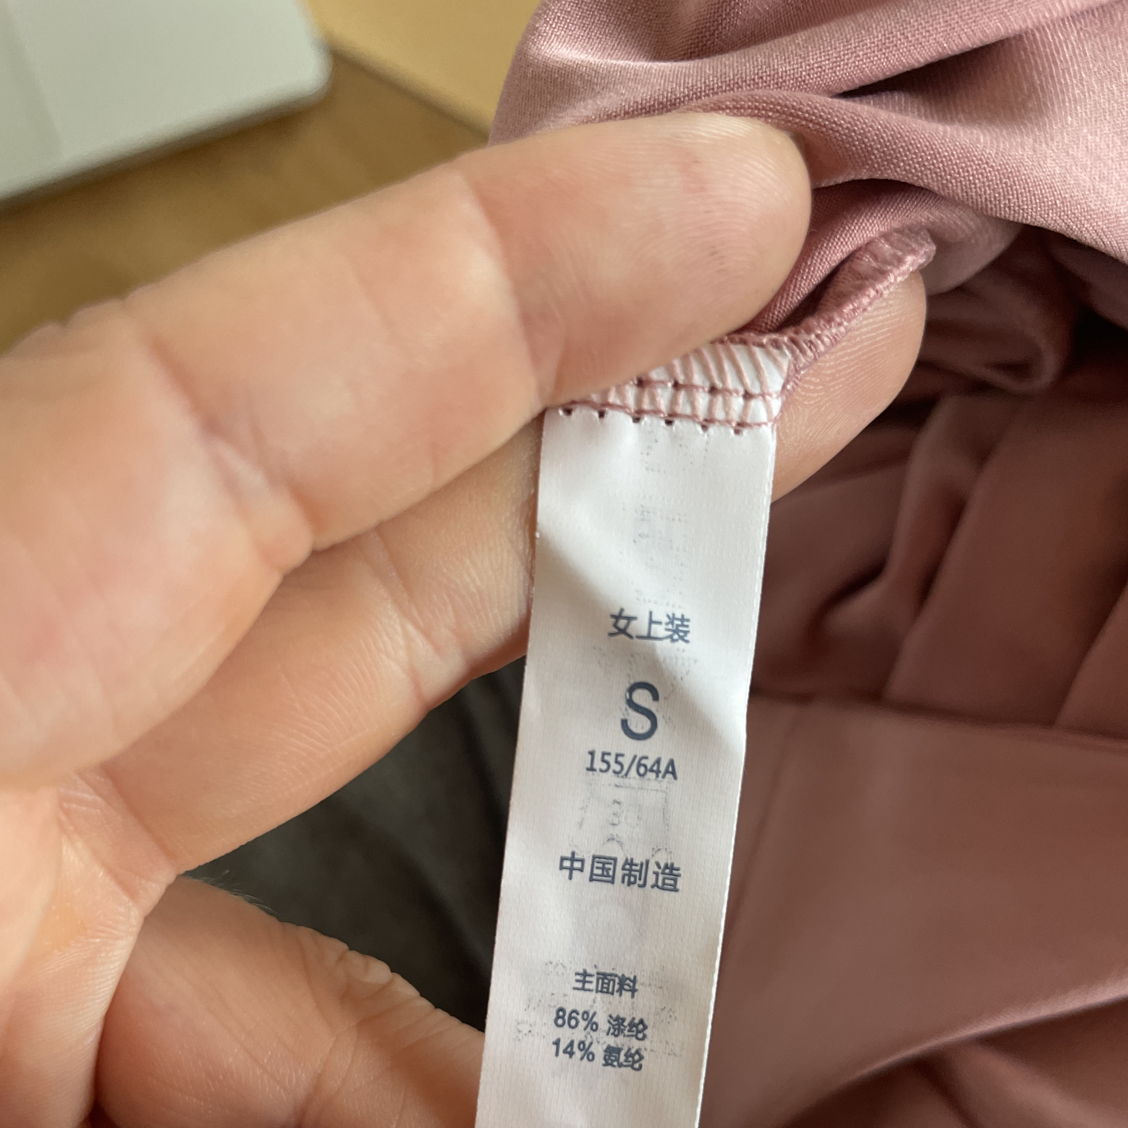 女上装
S
155/64A
中国制造
主面料
86% 涤纶
14% 氨纶